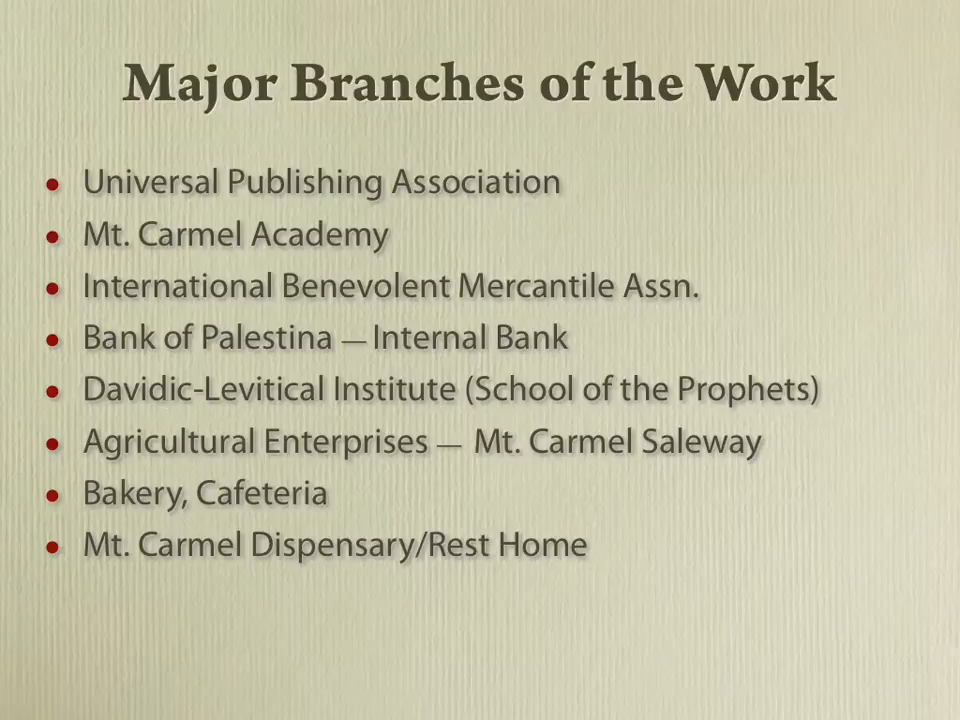 Major Branches of the Work
• Universal Publishing Association
• Mt. Carmel Academy
• International Benevolent Mercantile Assn.
• Bank of Palestina — Internal Bank
• Davidic-Levitical Institute (School of the Prophets)
• Agricultural Enterprises — Mt. Carmel Saleway
• Bakery, Cafeteria
• Mt. Carmel Dispensary/Rest Home